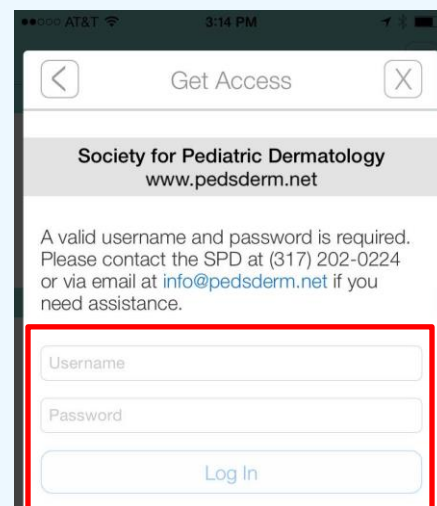 AT&T 3:14 PM
Get Access X
Society for Pediatric Dermatology
www.pedsderm.net
A valid username and password is required.
Please contact the SPD at (317) 202-0224
or via email at info@pedsderm.net if you
need assistance.
Username
Password
Log In